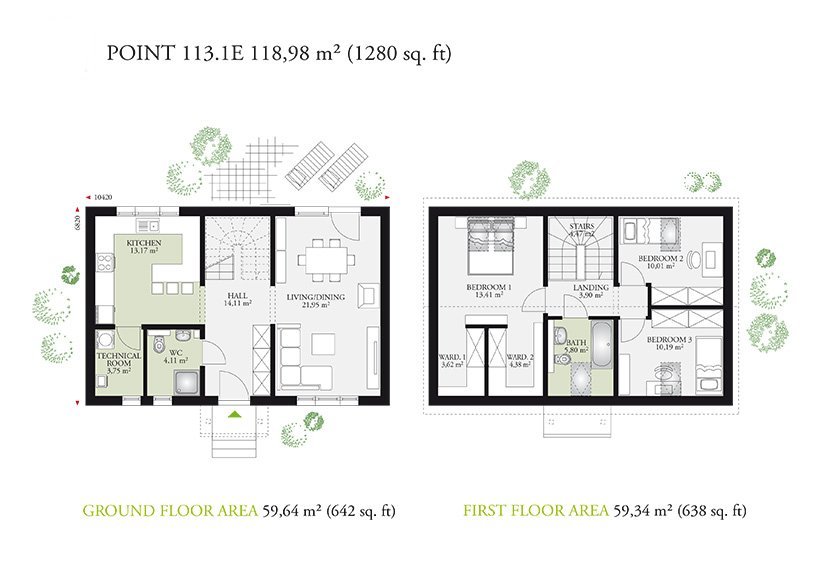 POINT 113.1E 118,98 m² (1280 sq. ft)
10420
6820
KITCHEN
13,17 m²
HALL
14,11 m²
LIVING/DINING
21,95 m²
TECHNICAL
ROOM
3,75 m²
WC
4,11 m²
STAIRS
4,47 m2
BEDROOM 1
13,41 m²
LANDING
3,90 m²
BEDROOM 2
10,01 m²
BEDROOM 3
10,19 m²
WARD. 1
3,62 m²
WARD. 2
4,38 m²
BATH
5,80 m²
GROUND FLOOR AREA 59,64 m² (642 sq. ft)
FIRST FLOOR AREA 59,34 m² (638 sq. ft)